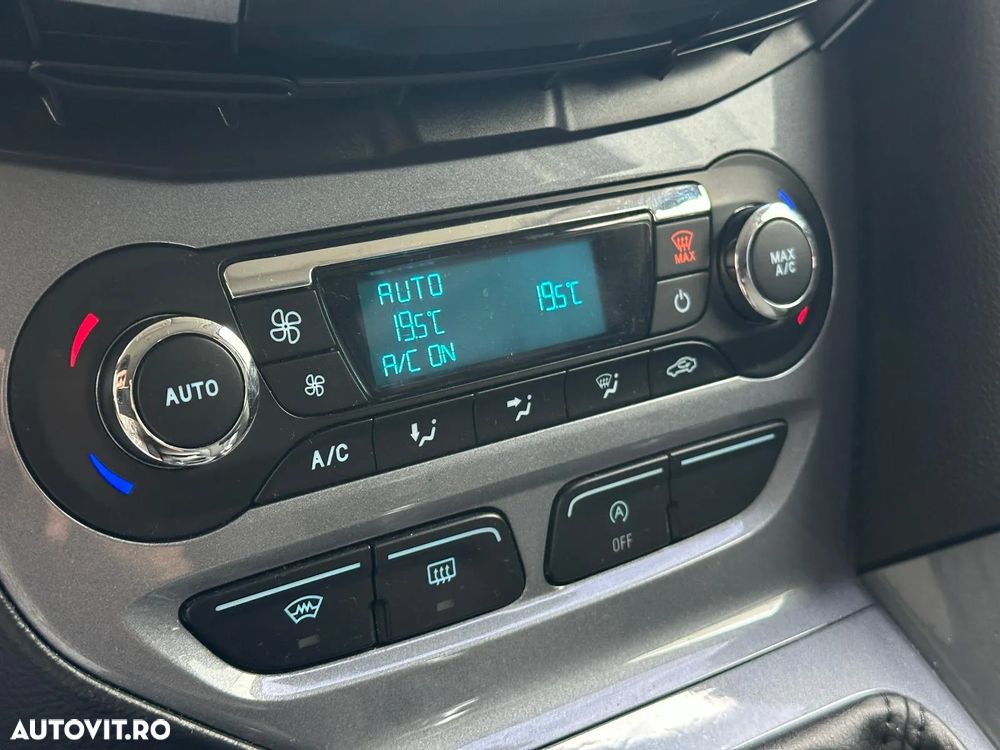 AUTO
19.5°C
19.5°C
A/C ON
MAX
MAX
A/C
AUTO
A/C
A
OFF
AUTOVIT.RO